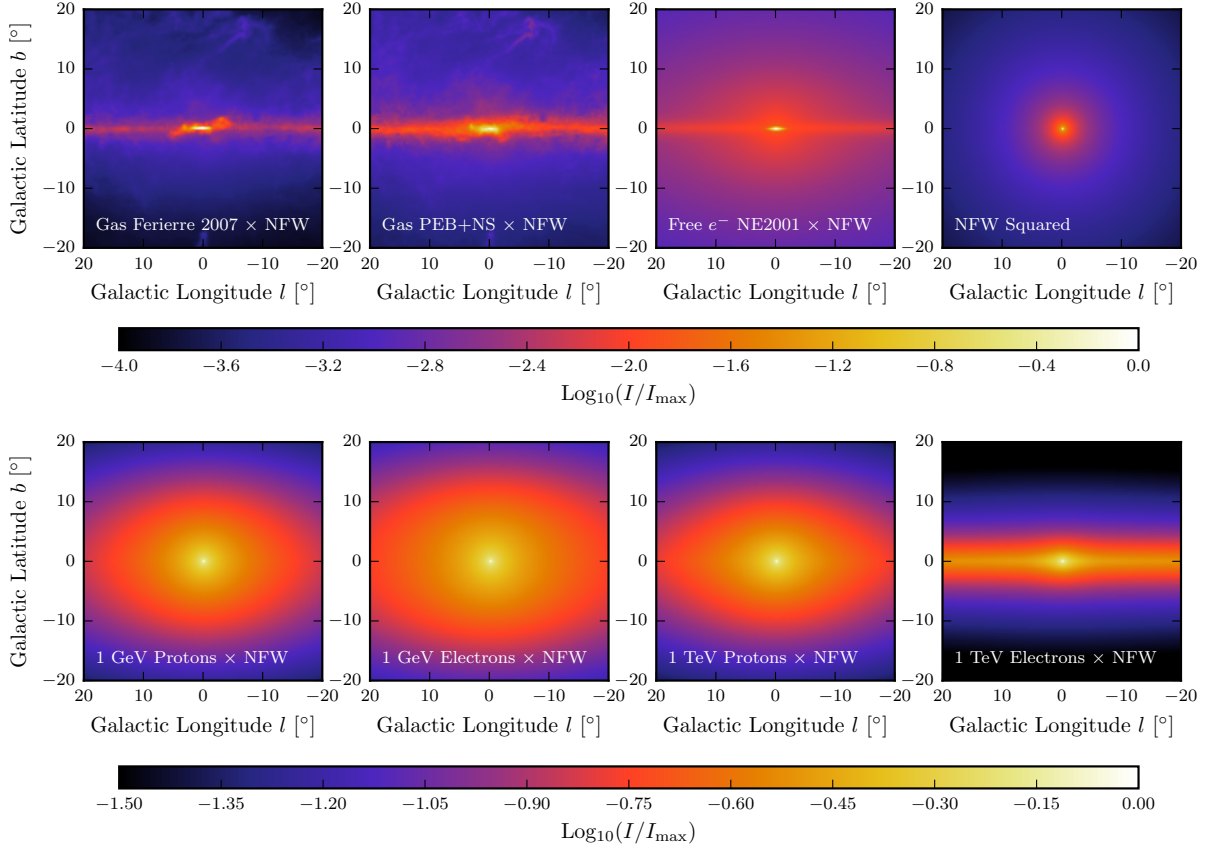 20
10
0
−10
−20
Galactic Latitude b [°]
Gas Ferierre 2007 × NFW
Gas PEB+NS × NFW
Free e⁻ NE2001 × NFW
NFW Squared
20 10 0 −10 −20
20 10 0 −10 −20
20 10 0 −10 −20
20 10 0 −10 −20
20
10
0
−10
−20
20
10
0
−10
−20
20
10
0
−10
−20
Galactic Longitude l [°]
Galactic Longitude l [°]
Galactic Longitude l [°]
Galactic Longitude l [°]
−4.0 −3.6 −3.2 −2.8 −2.4 −2.0 −1.6 −1.2 −0.8 −0.4 0.0
Log₁₀(I/Iₘₐₓ)
20
10
0
−10
−20
Galactic Latitude b [°]
1 GeV Protons × NFW
1 GeV Electrons × NFW
1 TeV Protons × NFW
1 TeV Electrons × NFW
20 10 0 −10 −20
20 10 0 −10 −20
20 10 0 −10 −20
20 10 0 −10 −20
20
10
0
−10
−20
20
10
0
−10
−20
20
10
0
−10
−20
Galactic Longitude l [°]
Galactic Longitude l [°]
Galactic Longitude l [°]
Galactic Longitude l [°]
−1.50 −1.35 −1.20 −1.05 −0.90 −0.75 −0.60 −0.45 −0.30 −0.15 0.00
Log₁₀(I/Iₘₐₓ)